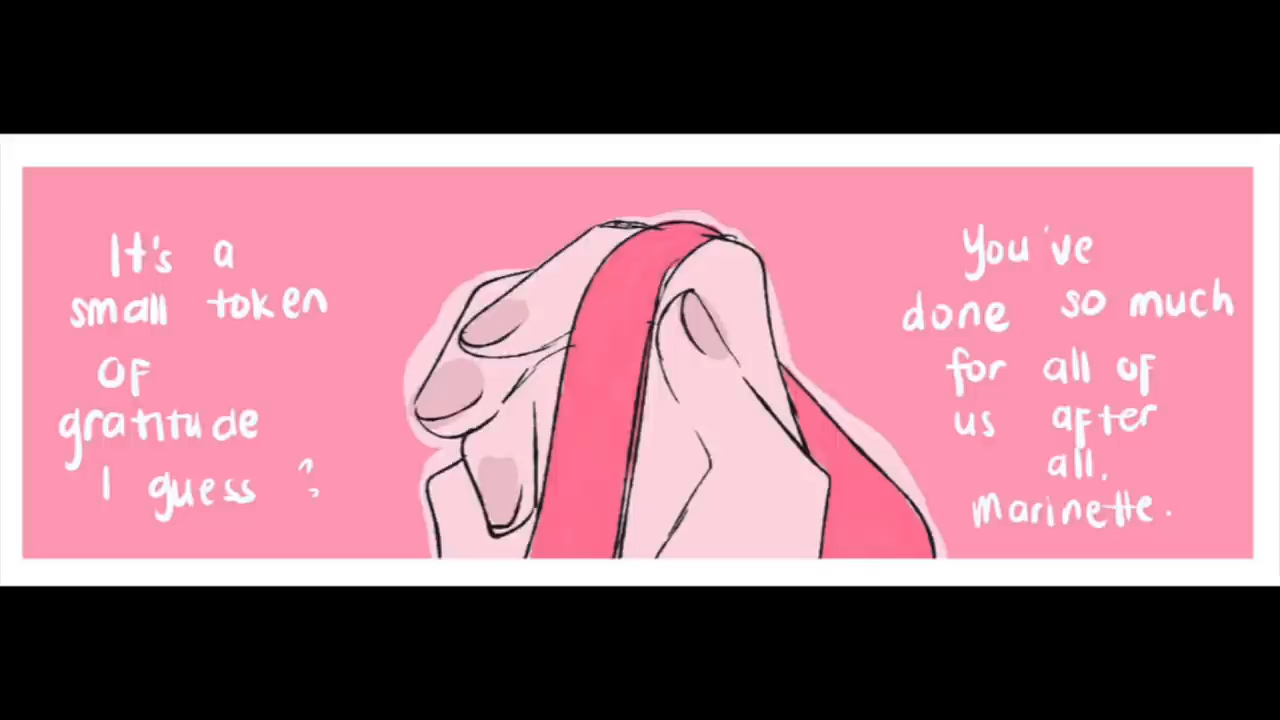 It's a
small token
OF
gratitude
I guess ?
You've
done so much
for all of
us after
all.
Marinette.